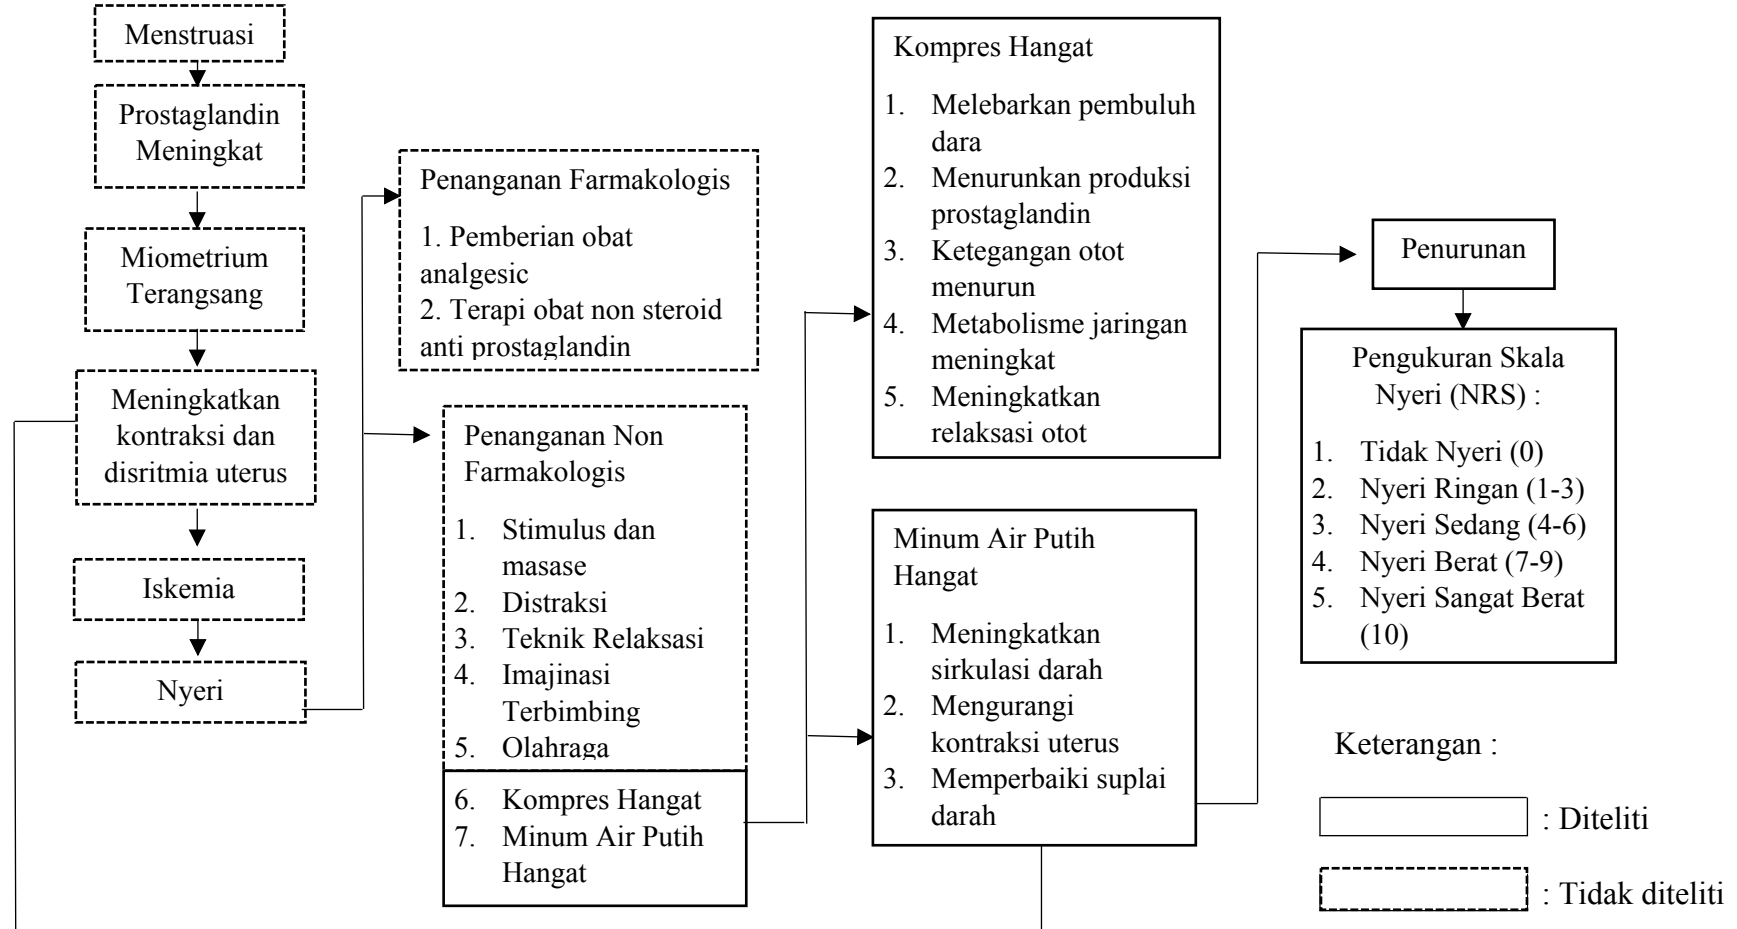 Menstruasi
Prostaglandin
Meningkat
Miometrium
Terangsang
Meningkatkan
kontraksi dan
disritmia uterus
Iskemia
Nyeri
Penanganan Farmakologis
1. Pemberian obat
analgesic
2. Terapi obat non steroid
anti prostaglandin
Penanganan Non
Farmakologis
1. Stimulus dan
masase
2. Distraksi
3. Teknik Relaksasi
4. Imajinasi
Terbimbing
5. Olahraga
6. Kompres Hangat
7. Minum Air Putih
Hangat
Kompres Hangat
1. Melebarkan pembuluh
dara
2. Menurunkan produksi
prostaglandin
3. Ketegangan otot
menurun
4. Metabolisme jaringan
meningkat
5. Meningkatkan
relaksasi otot
Minum Air Putih
Hangat
1. Meningkatkan
sirkulasi darah
2. Mengurangi
kontraksi uterus
3. Memperbaiki suplai
darah
Penurunan
Pengukuran Skala
Nyeri (NRS) :
1. Tidak Nyeri (0)
2. Nyeri Ringan (1-3)
3. Nyeri Sedang (4-6)
4. Nyeri Berat (7-9)
5. Nyeri Sangat Berat
(10)
Keterangan :
: Diteliti
: Tidak diteliti